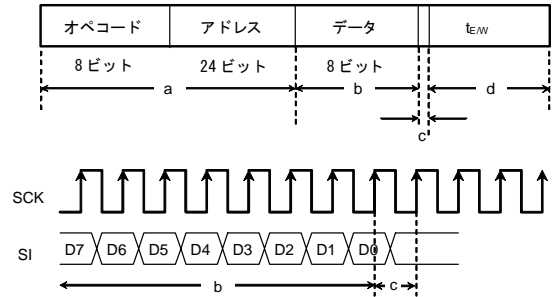 オペコード アドレス データ tE/W
8 ビット 24 ビット 8 ビット
a b d
c
SCK
SI D7 D6 D5 D4 D3 D2 D1 D0
b c